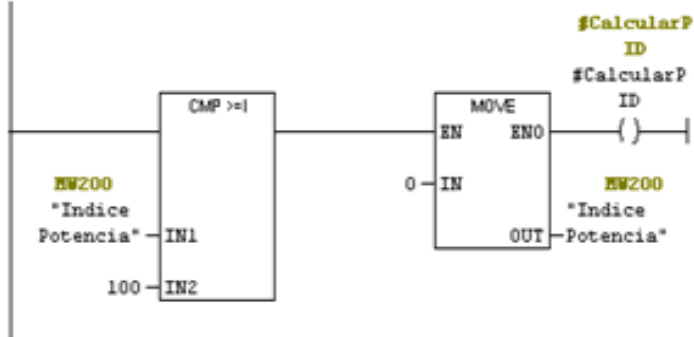 #CalcularP
ID
#CalcularP
ID
CMP >=I
MOVE
EN ENO
MW200
"Indice
Potencia"
IN1
100
IN2
0
IN
MW200
"Indice
OUT
Potencia"